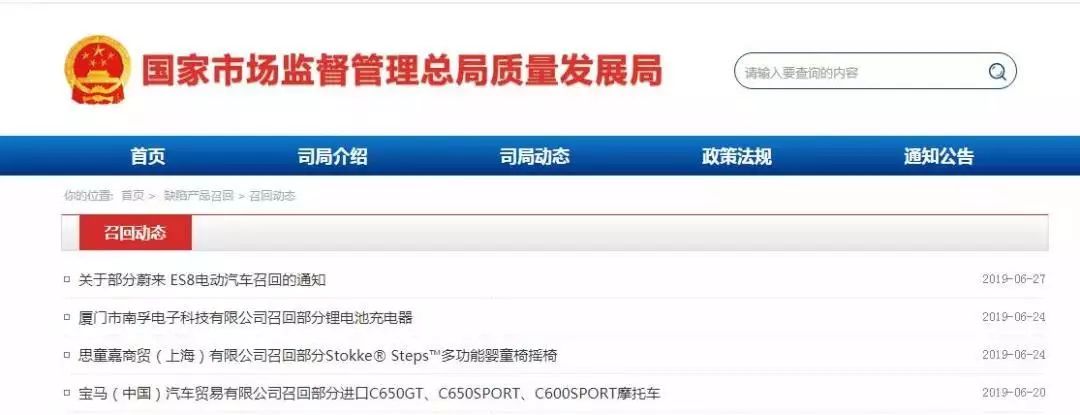 国家市场监督管理总局质量发展局
请输入要查询的内容
首页 司局介绍 司局动态 政策法规 通知公告
你的位置: 首页 > 缺陷产品召回 > 召回动态
召回动态
关于部分蔚来 ES8电动汽车召回的通知 2019-06-27
厦门市南孚电子科技有限公司召回部分锂电池充电器 2019-06-24
思童嘉商贸（上海）有限公司召回部分Stokke® Steps™多功能婴童椅摇椅 2019-06-24
宝马（中国）汽车贸易有限公司召回部分进口C650GT、C650SPORT、C600SPORT摩托车 2019-06-20